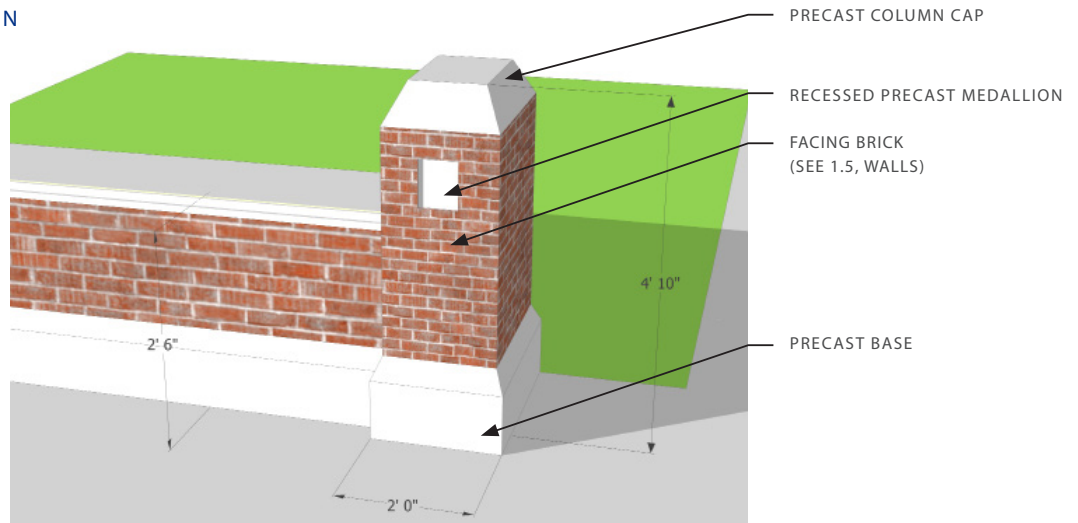 N
PRECAST COLUMN CAP
RECESSED PRECAST MEDALLION
FACING BRICK
(SEE 1.5, WALLS)
4' 10"
2' 6"
PRECAST BASE
2' 0"